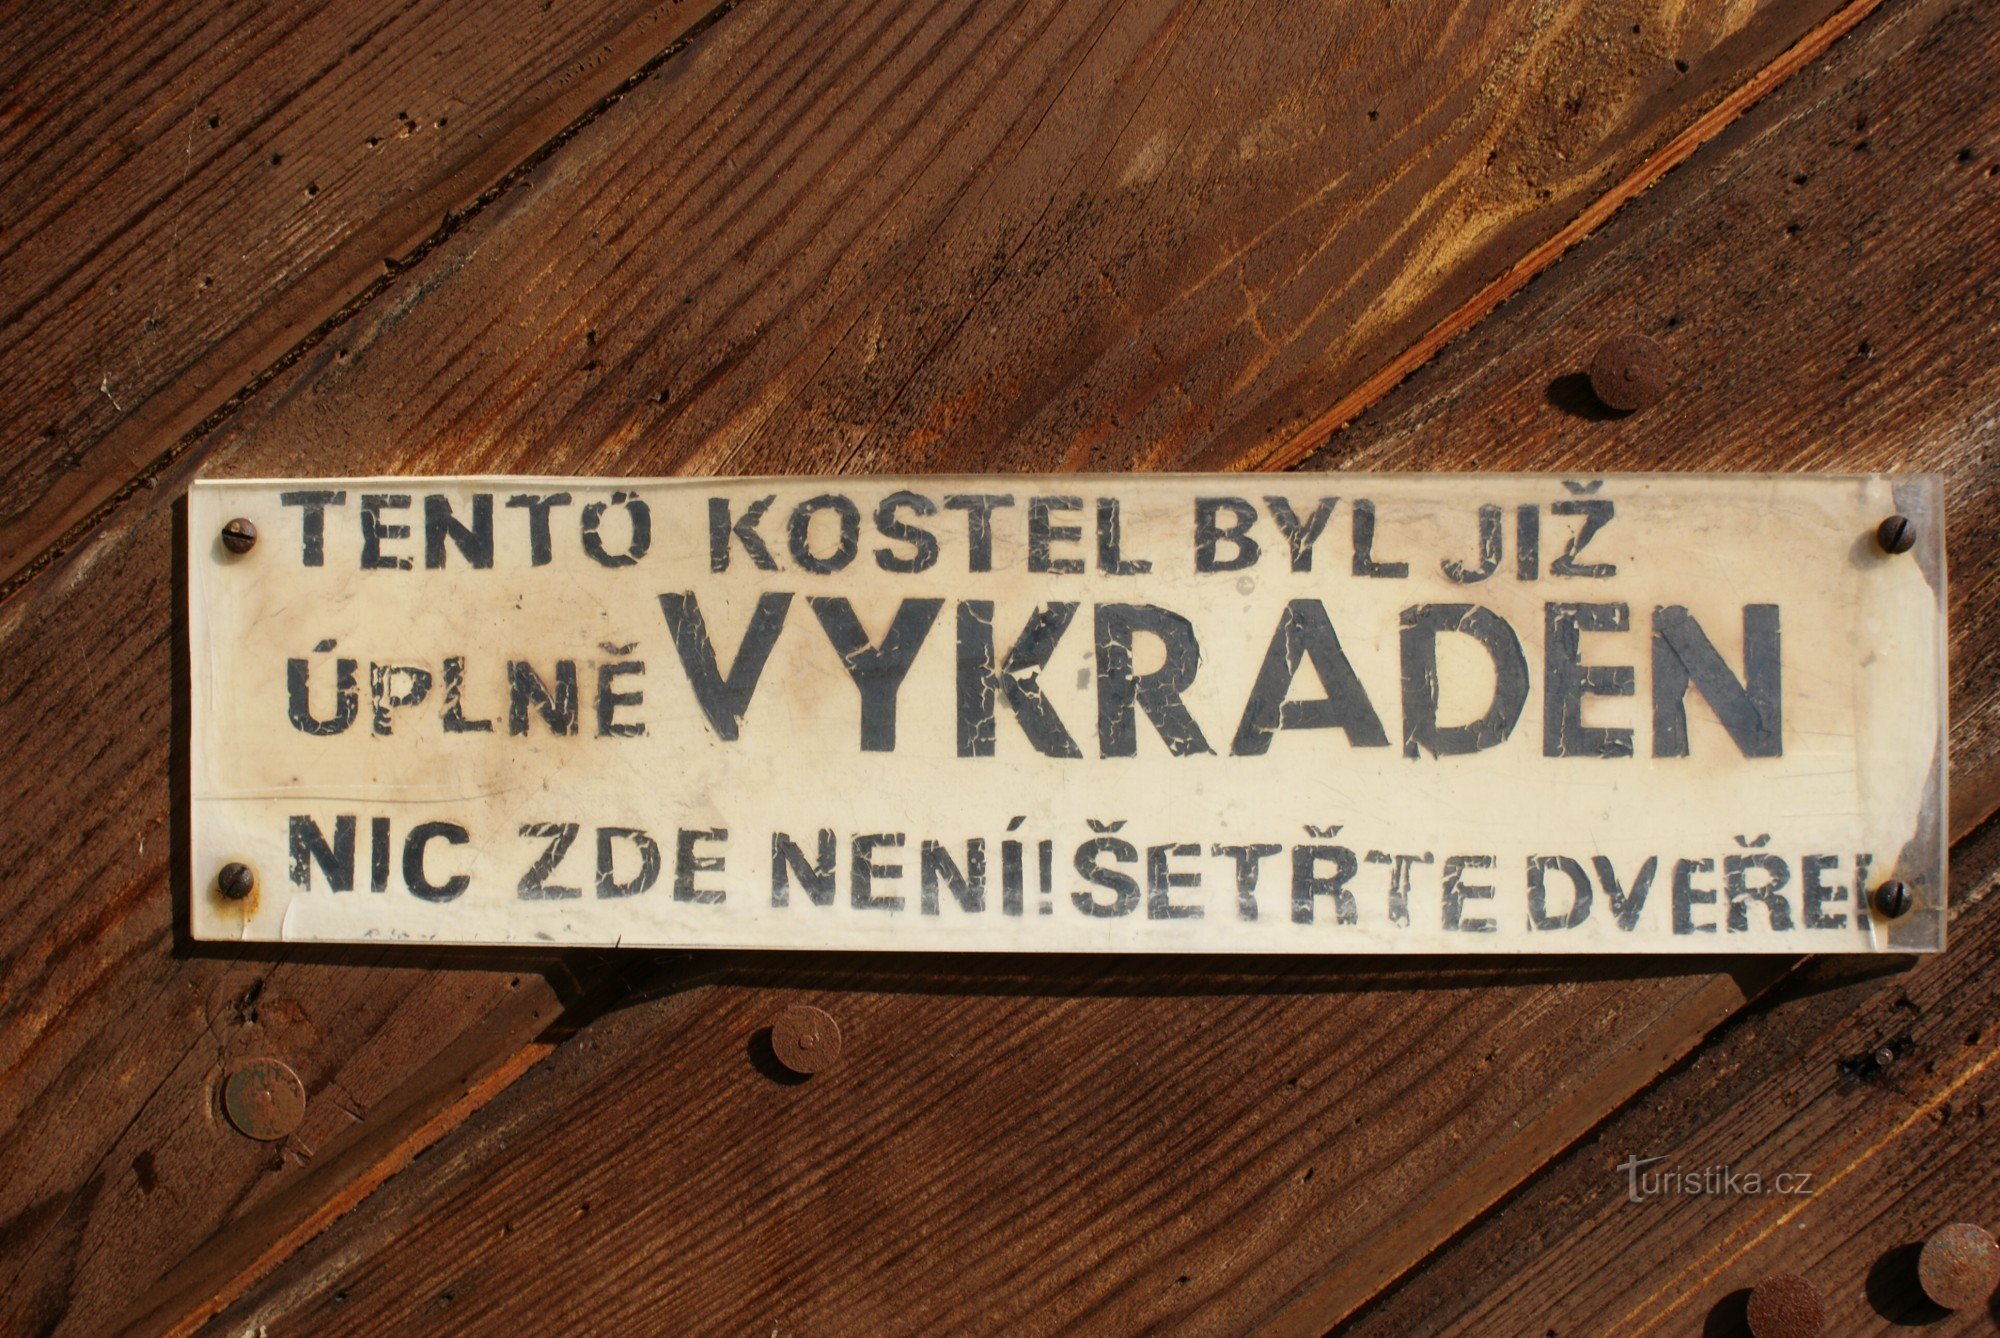 TENTO KOSTEL BYL JIŽ
ÚPLNĚ VYKRADEN
NIC ZDE NENÍ! ŠETŘTE DVEŘE!
Turistika.cz